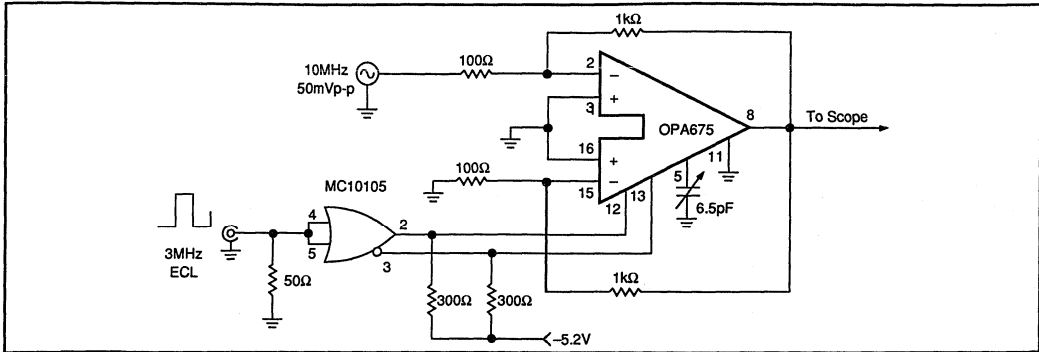 1kΩ
100Ω
10MHz
50mVp-p
2
−
+
3
8
To Scope
OPA675
16
+
11
5
−
15
12
13
6.5pF
100Ω
MC10105
4
2
5
3
3MHz
ECL
50Ω
300Ω
300Ω
1kΩ
–5.2V